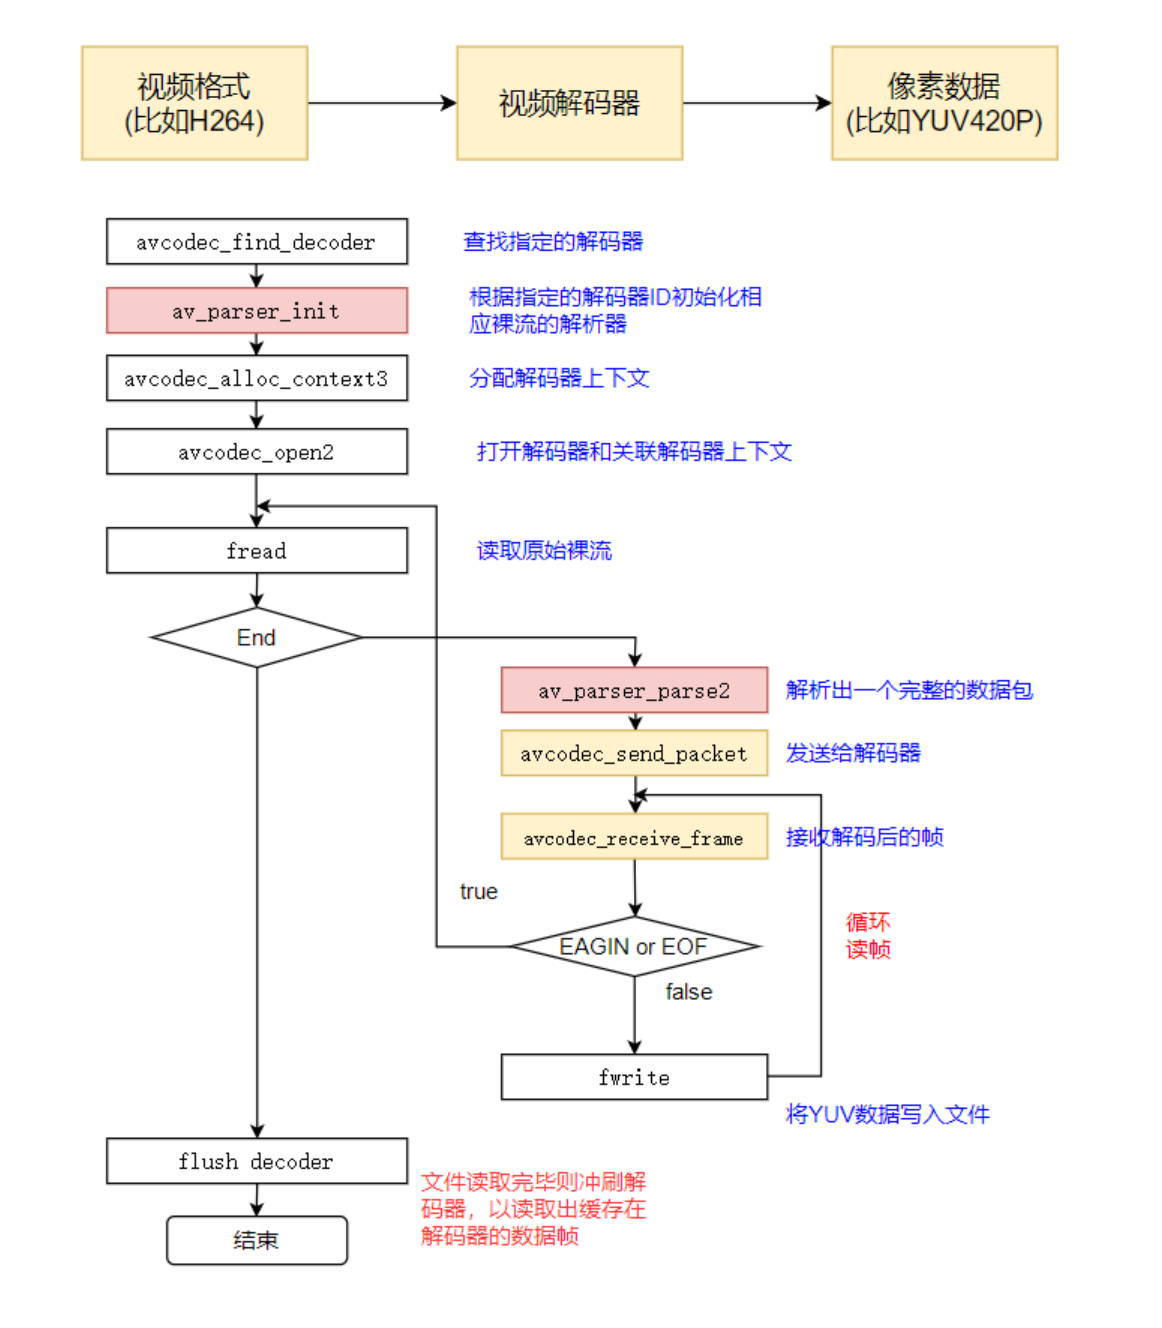 视频格式
(比如H264)
视频解码器
像素数据
(比如YUV420P)
avcodec_find_decoder
查找指定的解码器
av_parser_init
根据指定的解码器ID初始化相
应裸流的解析器
avcodec_alloc_context3
分配解码器上下文
avcodec_open2
打开解码器和关联解码器上下文
fread
读取原始裸流
End
av_parser_parse2
解析出一个完整的数据包
avcodec_send_packet
发送给解码器
avcodec_receive_frame
接收解码后的帧
true
循环
读帧
EAGIN or EOF
false
fwrite
将YUV数据写入文件
flush decoder
文件读取完毕则冲刷解
码器，以读取出缓存在
解码器的数据帧
结束